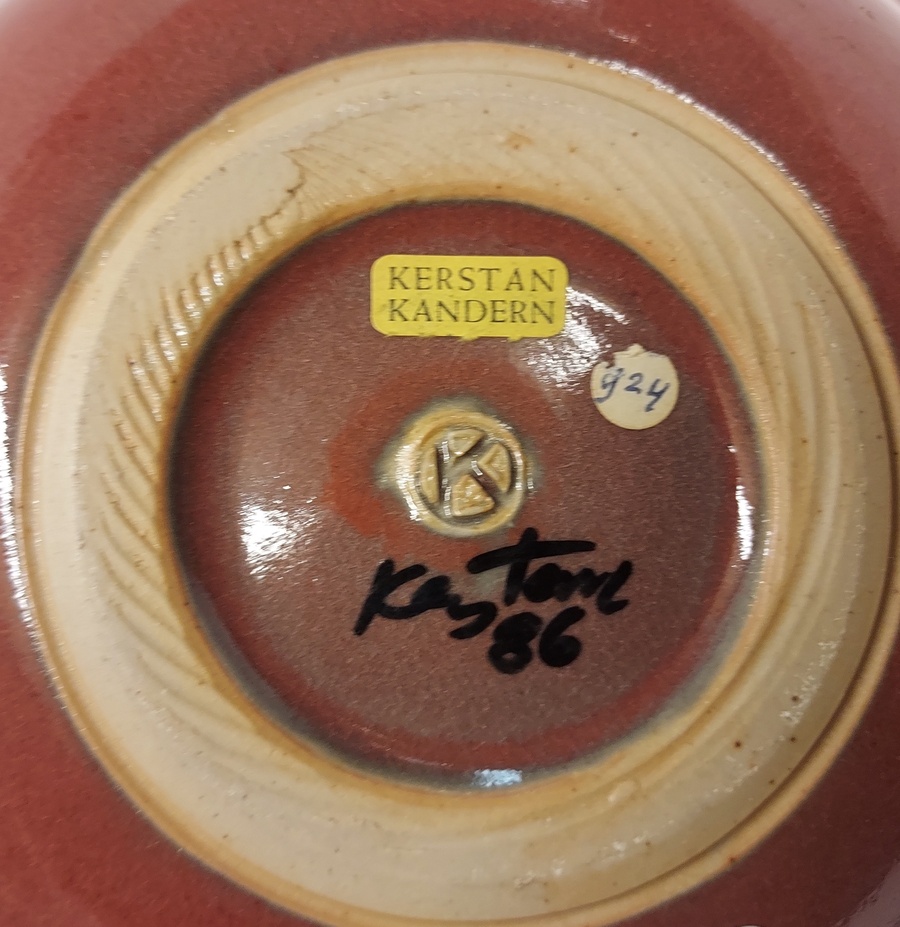 KERSTAN
KANDERN
924
K
Kerstan
86